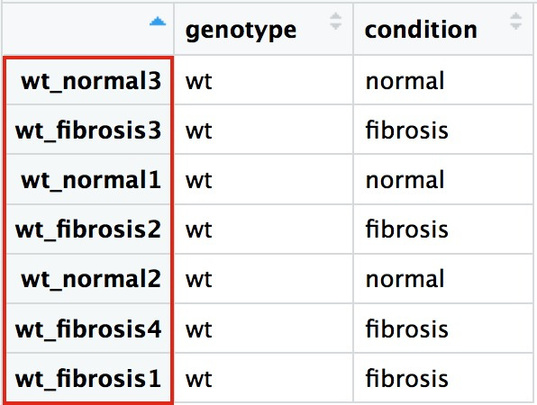 genotype condition
wt_normal3 wt normal
wt_fibrosis3 wt fibrosis
wt_normal1 wt normal
wt_fibrosis2 wt fibrosis
wt_normal2 wt normal
wt_fibrosis4 wt fibrosis
wt_fibrosis1 wt fibrosis